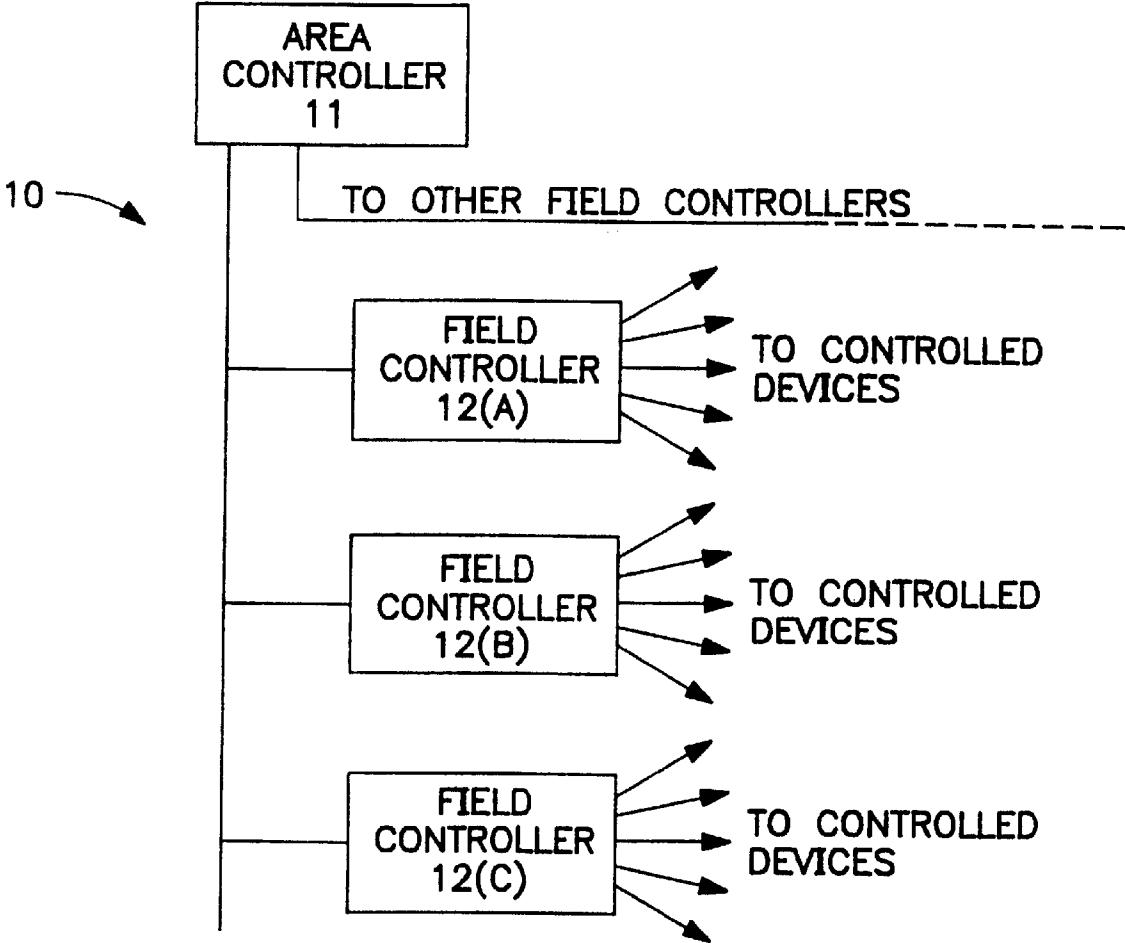 AREA
CONTROLLER
11
10
TO OTHER FIELD CONTROLLERS
FIELD
CONTROLLER
12(A)
TO CONTROLLED
DEVICES
FIELD
CONTROLLER
12(B)
TO CONTROLLED
DEVICES
FIELD
CONTROLLER
12(C)
TO CONTROLLED
DEVICES